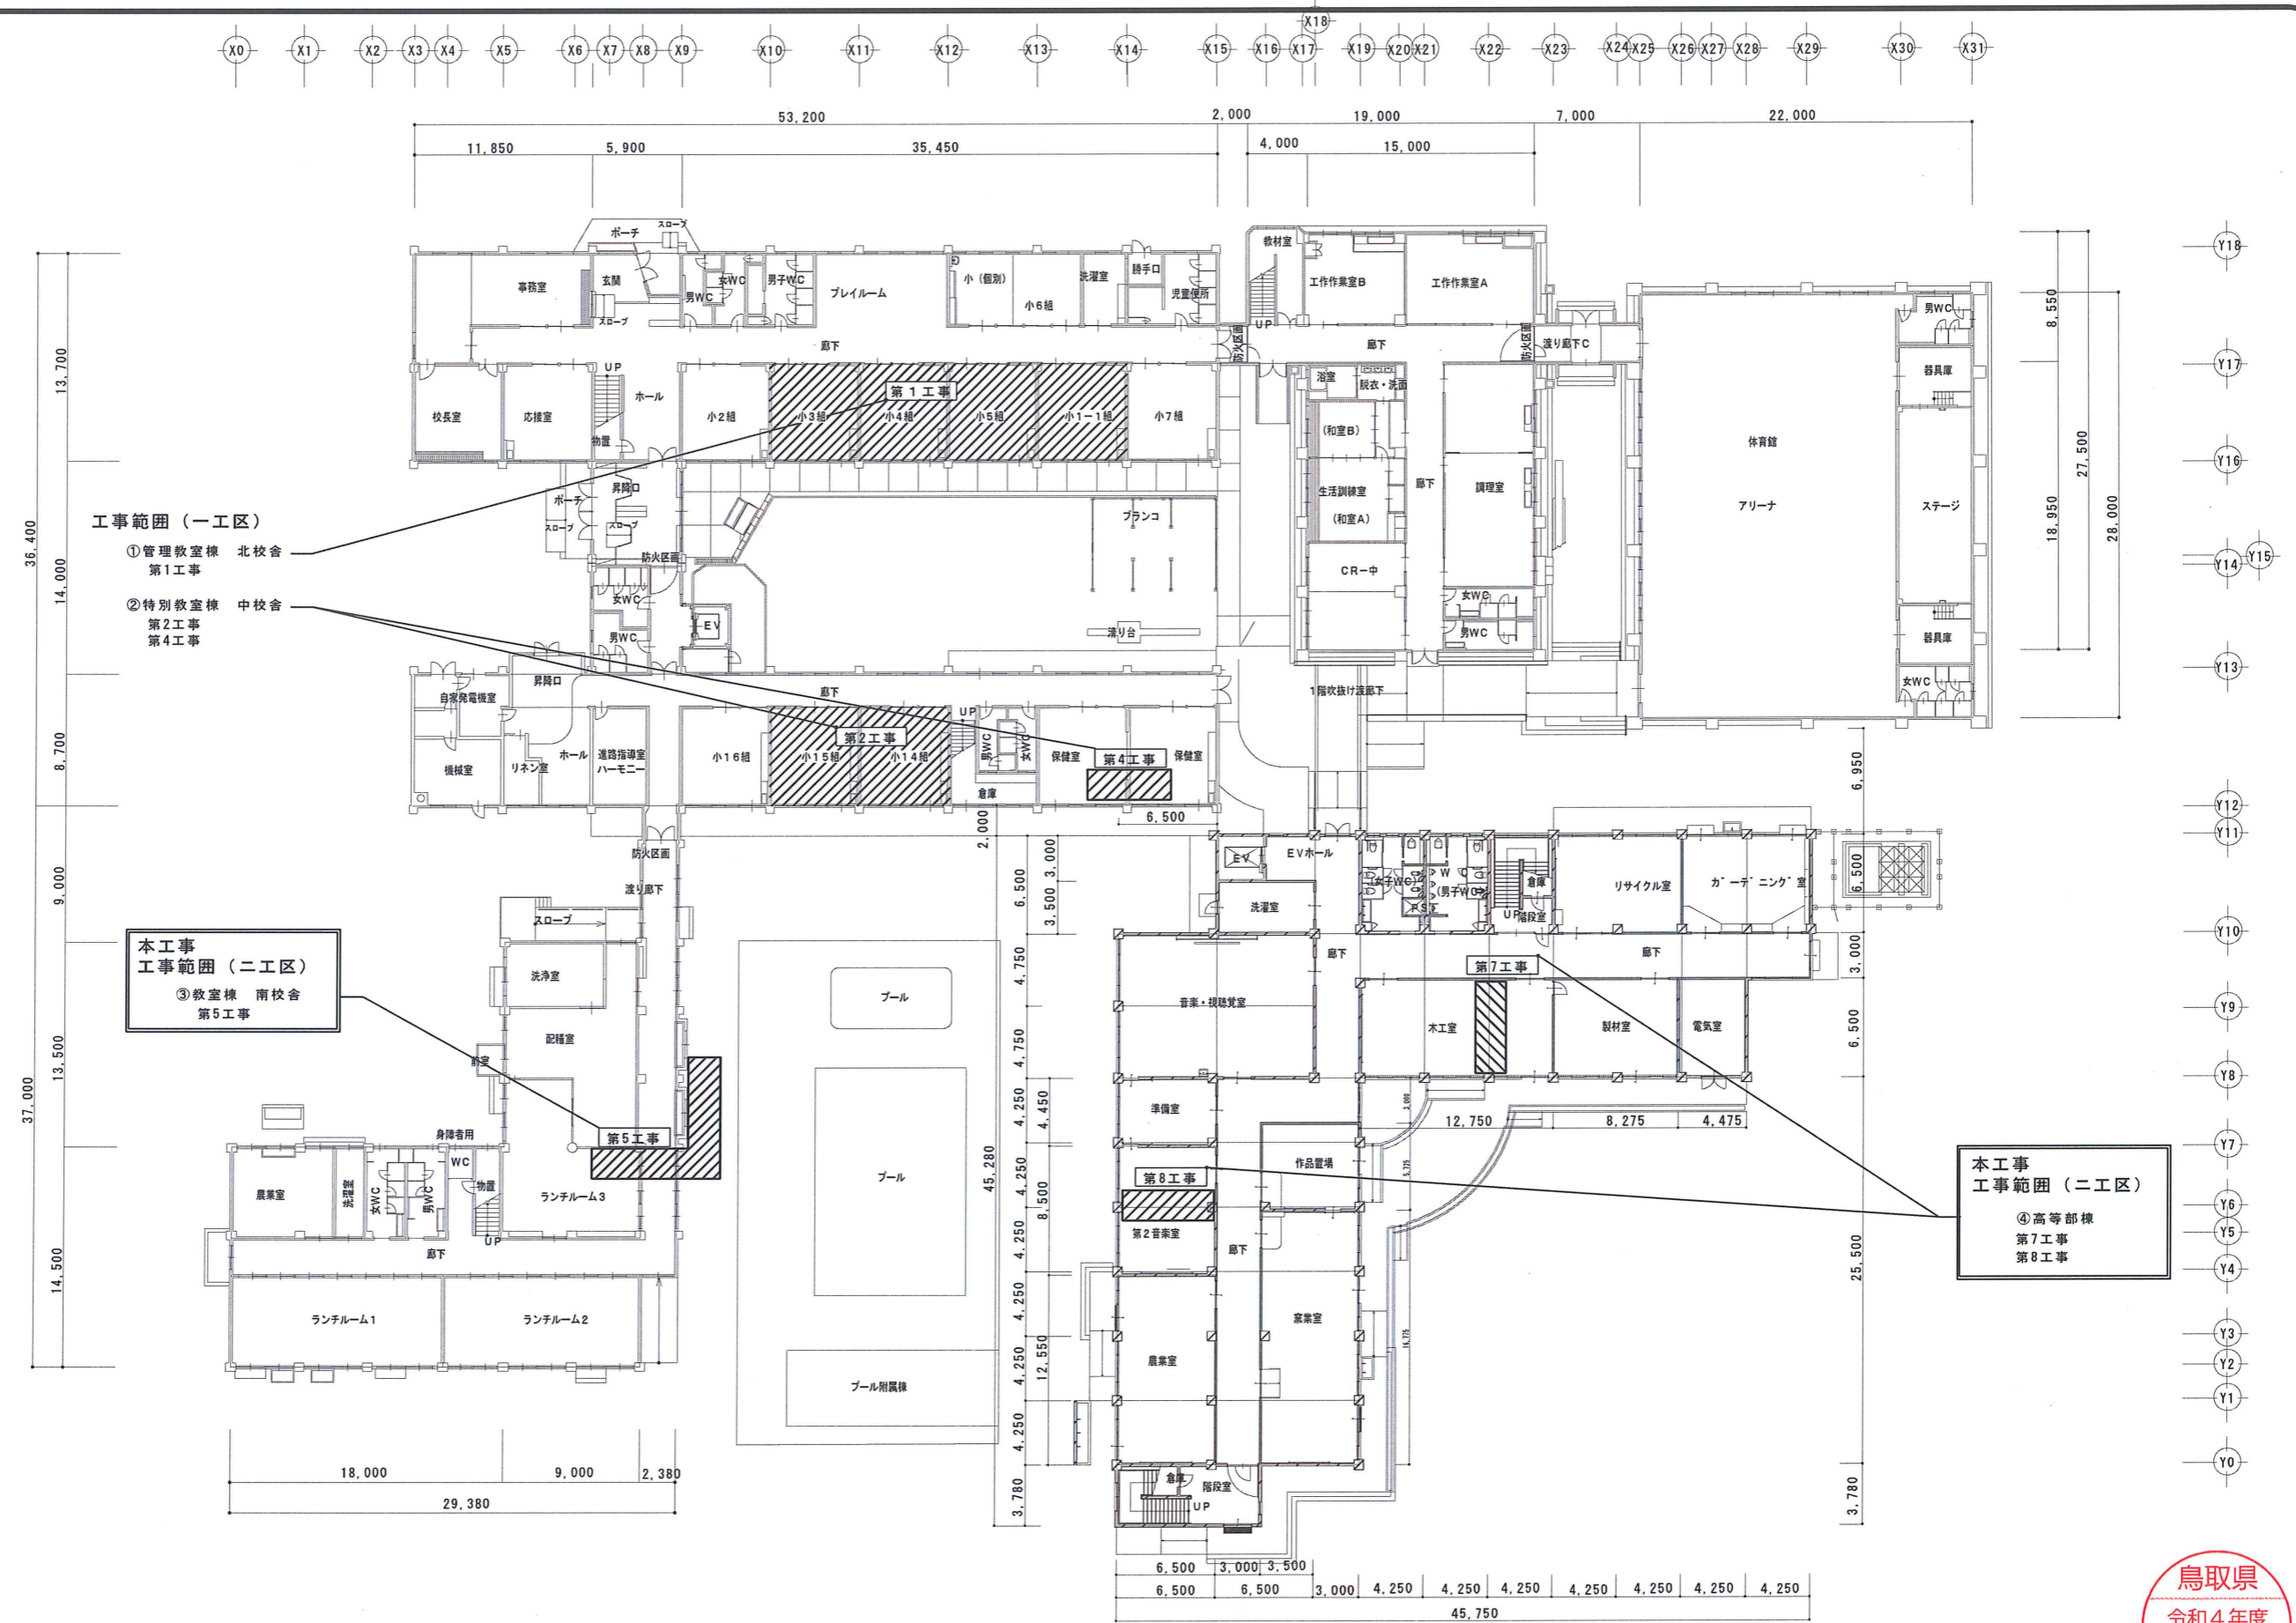 X18
X0 X1 X2 X3 X4 X5 X6 X7 X8 X9 X10 X11 X12 X13 X14 X15 X16 X17 X19 X20 X21 X22 X23 X24 X25 X26 X27 X28 X29 X30 X31
53,200 2,000 19,000 7,000 22,000
11,850 5,900 35,450 4,000 15,000
36,400
13,700
14,000
8,700
37,000
9,000
13,500
14,500
ポーチ
スロープ
事務室
玄関
スロープ
男WC
女WC
男子WC
プレイルーム
小(個別)
小6組
洗濯室
勝手口
児童便所
廊下
UP
ホール
校長室
応接室
物置
小2組
小3組
小4組
小5組
小1-1組
小7組
第1工事
防火区画
教材室
UP
工作作業室B
工作作業室A
廊下
防火区画
渡り廊下C
浴室
脱衣・洗面
(和室B)
生活訓練室
(和室A)
廊下
調理室
CR-中
女WC
男WC
男WC
器具庫
体育館
アリーナ
ステージ
器具庫
女WC
8,550
18,950
27,500
28,000
Y18
Y17
Y16
Y14 Y15
Y13
Y12
Y11
Y10
Y9
Y8
Y7
Y6
Y5
Y4
Y3
Y2
Y1
Y0
工事範囲(一工区)
①管理教室棟 北校舎
第1工事
②特別教室棟 中校舎
第2工事
第4工事
ポーチ
スロープ
昇降口
スロープ
防火区画
女WC
男WC
EV
ブランコ
滑り台
昇降口
自家発電機室
機械室
リネン室
ホール
進路指導室
ハーモニー
廊下
小16組
小15組
小14組
第2工事
UP
男WC
女WC
倉庫
保健室
第4工事
保健室
1階吹抜け渡廊下
6,500
2,000
防火区画
渡り廊下
スロープ
洗浄室
配膳室
前室
本工事
工事範囲(二工区)
③教室棟 南校舎
第5工事
第5工事
身障者用
WC
農業室
洗濯室
女WC
男WC
物置
UP
ランチルーム3
廊下
ランチルーム1
ランチルーム2
18,000 9,000 2,380
29,380
プール
プール
プール附属棟
45,280
6,500
3,000
3,500
4,750
4,750
4,250
4,450
4,250
8,500
4,250
4,250
12,550
4,250
4,250
3,780
EV
EVホール
洗濯室
(女子WC)
PS
W
(男子WC)
UP
倉庫
階段室
リサイクル室
ガーデニング室
廊下
廊下
第7工事
音楽・視聴覚室
木工室
製材室
電気室
準備室
作品置場
第8工事
第2音楽室
廊下
窯業室
農業室
倉庫
階段室
UP
3,000
5,725
12,750 8,275 4,475
6,950
6,500
3,000
6,500
25,500
3,780
本工事
工事範囲(二工区)
④高等部棟
第7工事
第8工事
6,500 3,000 3,500
6,500 6,500 3,000 4,250 4,250 4,250 4,250 4,250 4,250 4,250
45,750
鳥取県
令和4年度